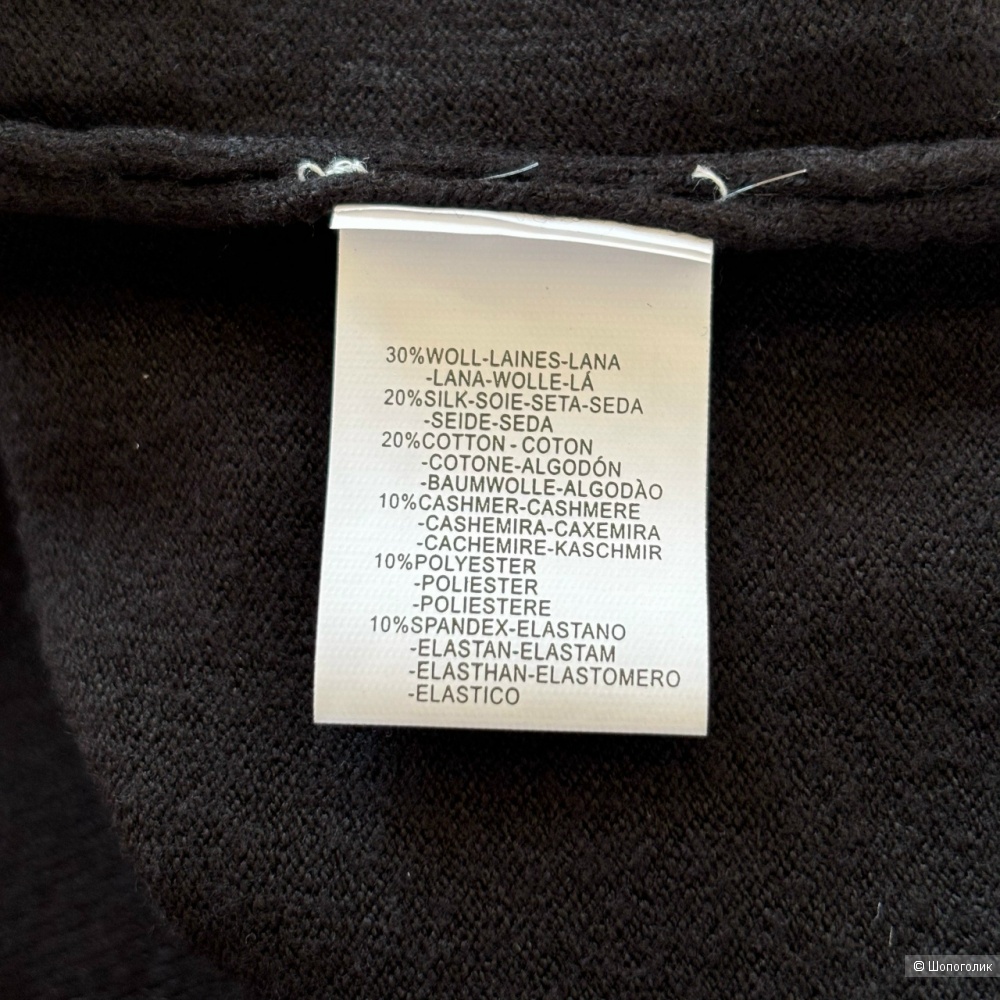 30%WOLL-LAINES-LANA
-LANA-WOLLE-LÁ
20%SILK-SOIE-SETA-SEDA
-SEIDE-SEDA
20%COTTON-COTON
-COTONE-ALGODÓN
-BAUMWOLLE-ALGODÀO
10%CASHMER-CASHMERE
-CASHEMIRA-CAXEMIRA
-CACHEMIRE-KASCHMIR
10%POLYESTER
-POLIESTER
-POLIESTERE
10%SPANDEX-ELASTANO
-ELASTAN-ELASTAM
-ELASTHAN-ELASTOMERO
-ELASTICO
© Шопоголик